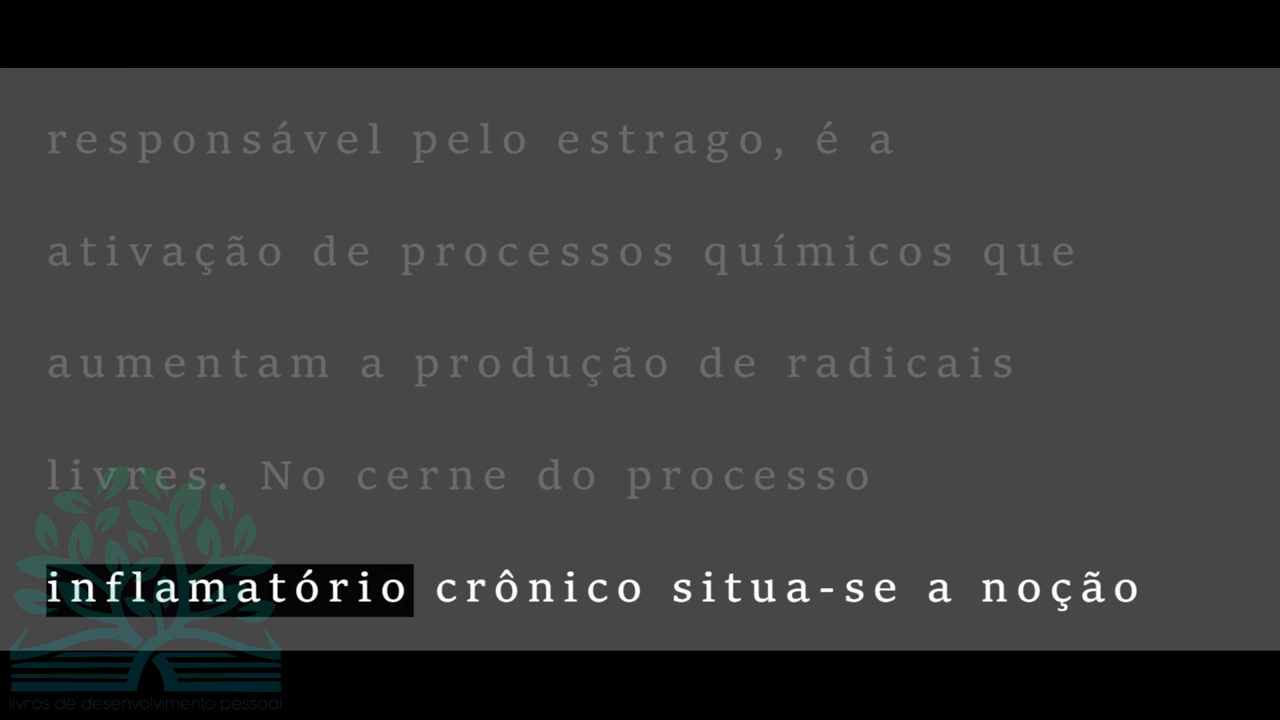 responsável pelo estrago, é a
ativação de processos químicos que
aumentam a produção de radicais
livres. No cerne do processo
inflamatório crônico situa-se a noção
livros de desenvolvimento pessoal